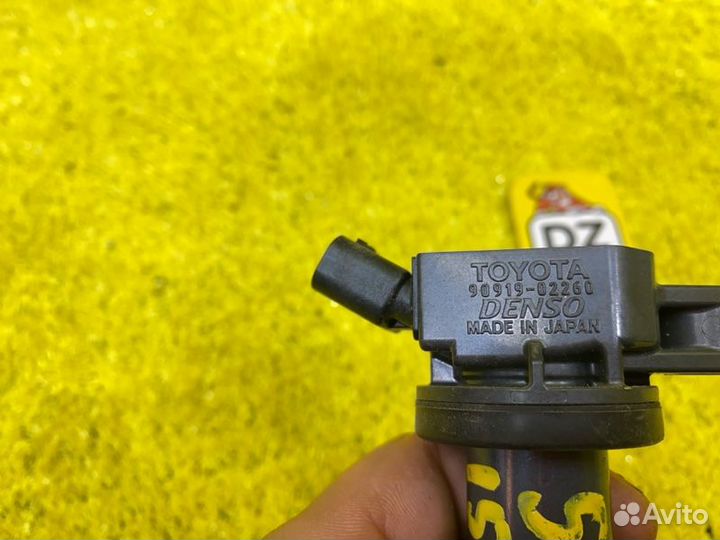 DZ
TOYOTA
90919-02260
DENSO
MADE IN JAPAN
Avito